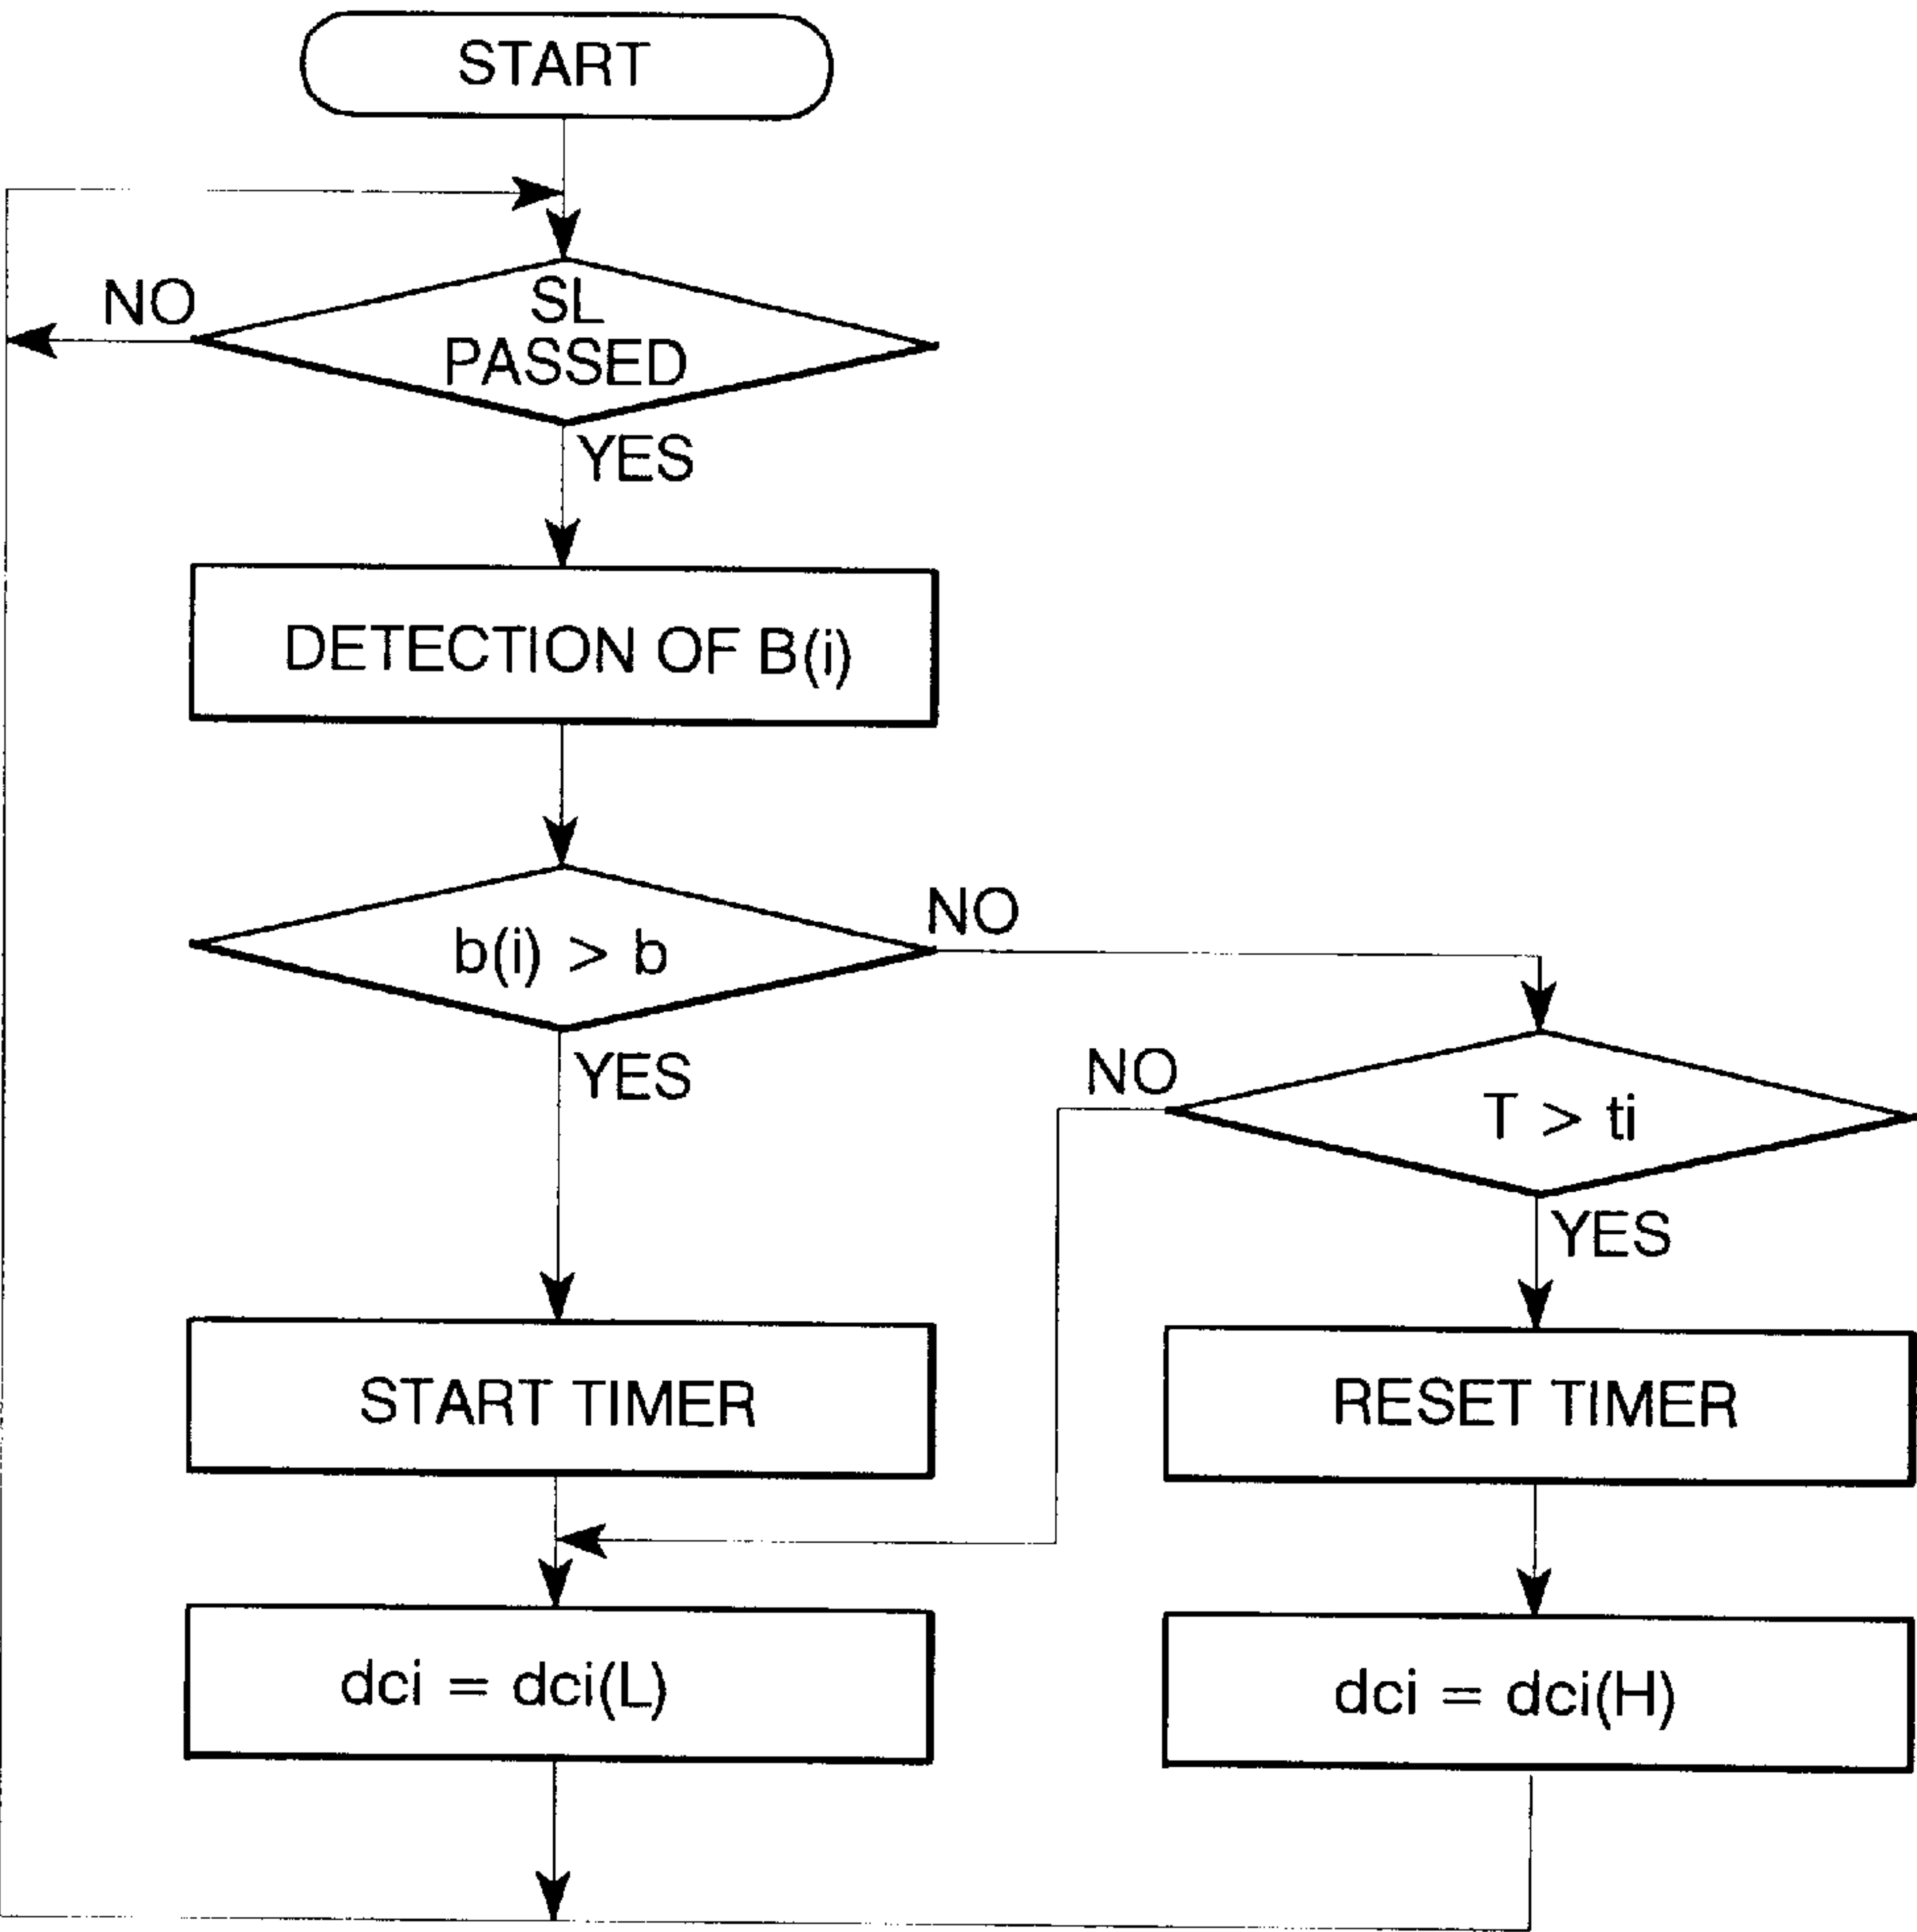 START
NO
SL
PASSED
YES
DETECTION OF B(i)
b(i) > b
NO
YES
NO
T > ti
YES
START TIMER
RESET TIMER
dci = dci(L)
dci = dci(H)